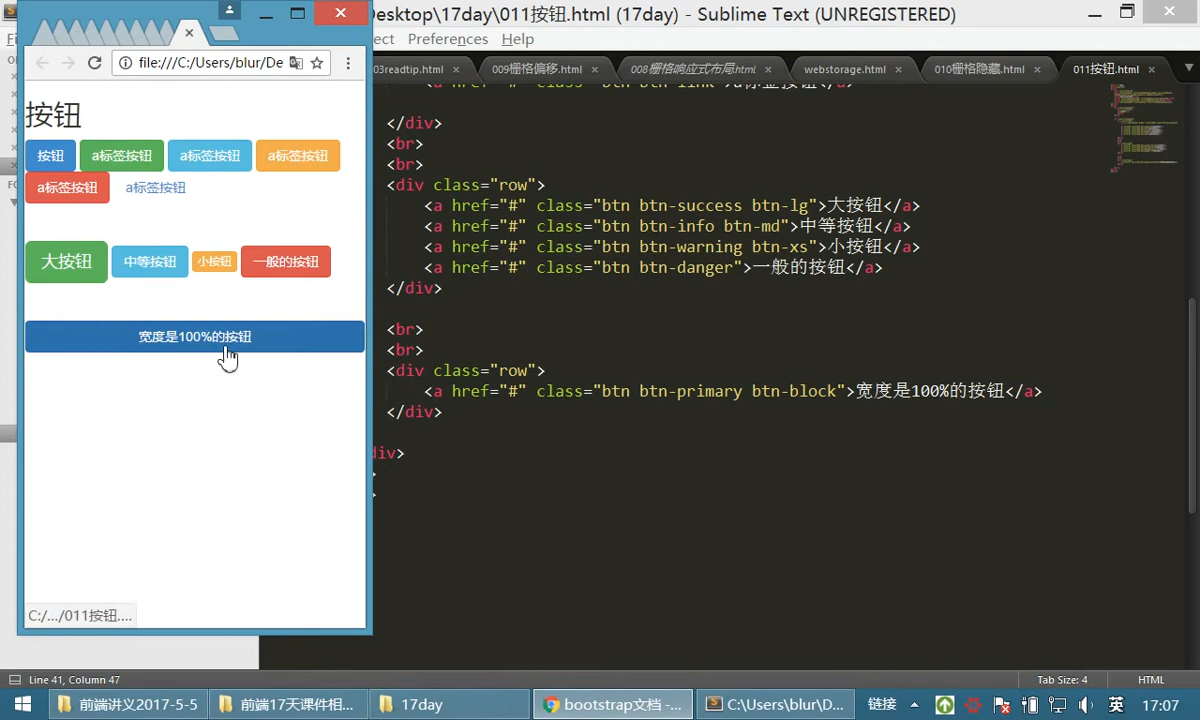 Desktop\17day\011按钮.html (17day) - Sublime Text (UNREGISTERED)
ect Preferences Help
file:///C:/Users/blur/De
03readtip.html × 009栅格偏移.html × 008栅格响应式布局.html × webstorage.html × 010栅格隐藏.html × 011按钮.html ×
按钮
按钮 a标签按钮 a标签按钮 a标签按钮
a标签按钮 a标签按钮
大按钮 中等按钮 小按钮 一般的按钮
宽度是100%的按钮
C:/.../011按钮....
</div>
<br>
<br>
<div class="row">
<a href="#" class="btn btn-success btn-lg">大按钮</a>
<a href="#" class="btn btn-info btn-md">中等按钮</a>
<a href="#" class="btn btn-warning btn-xs">小按钮</a>
<a href="#" class="btn btn-danger">一般的按钮</a>
</div>
<br>
<br>
<div class="row">
<a href="#" class="btn btn-primary btn-block">宽度是100%的按钮</a>
</div>
div>
Line 41, Column 47
Tab Size: 4
HTML
前端讲义2017-5-5
前端17天课件相...
17day
bootstrap文档 -...
C:\Users\blur\D...
链接
英
17:07